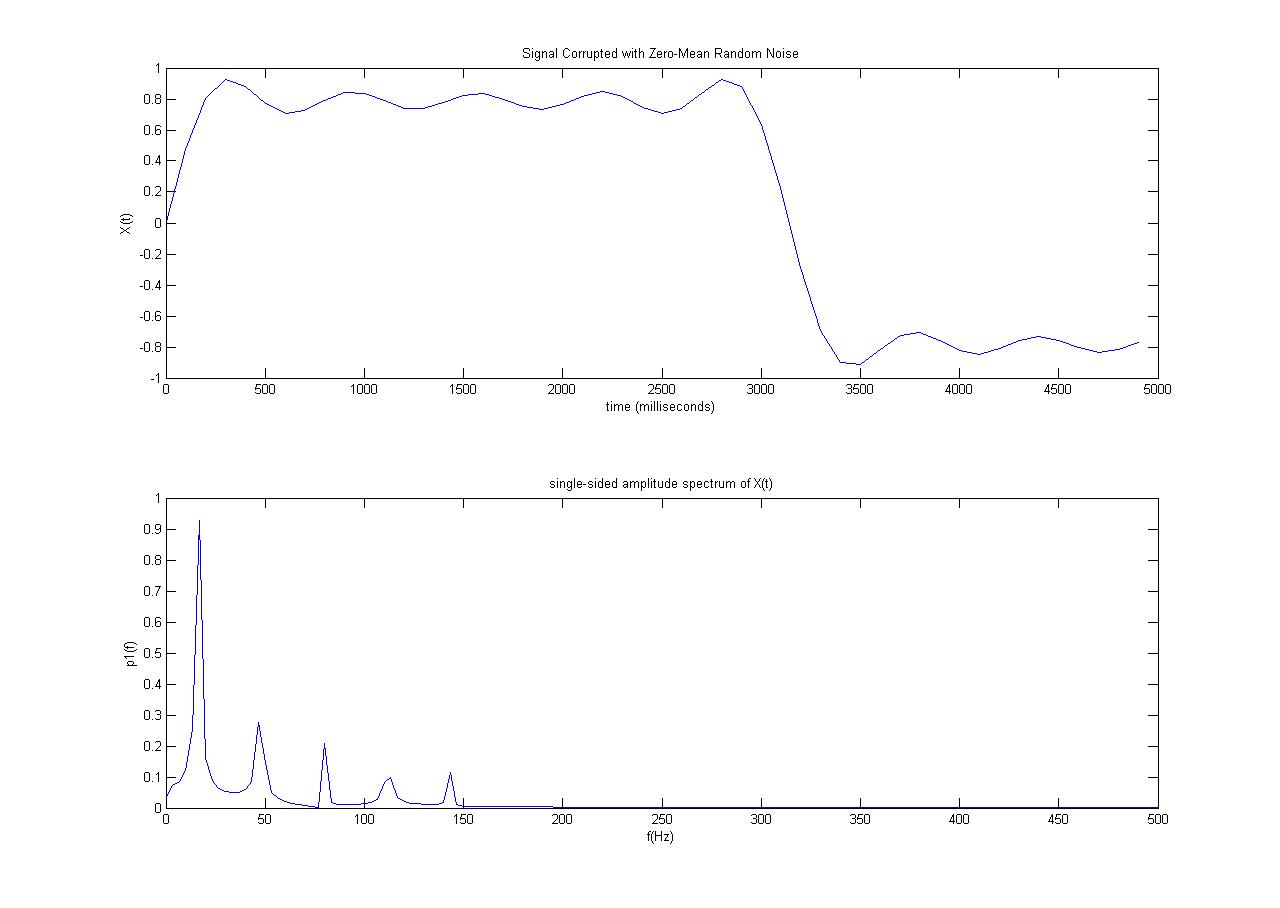 Signal Corrupted with Zero-Mean Random Noise
1
0.8
0.6
0.4
0.2
0
-0.2
-0.4
-0.6
-0.8
-1
X(t)
0 500 1000 1500 2000 2500 3000 3500 4000 4500 5000
time (milliseconds)
single-sided amplitude spectrum of X(t)
1
0.9
0.8
0.7
0.6
0.5
0.4
0.3
0.2
0.1
0
p1(f)
0 50 100 150 200 250 300 350 400 450 500
f(Hz)